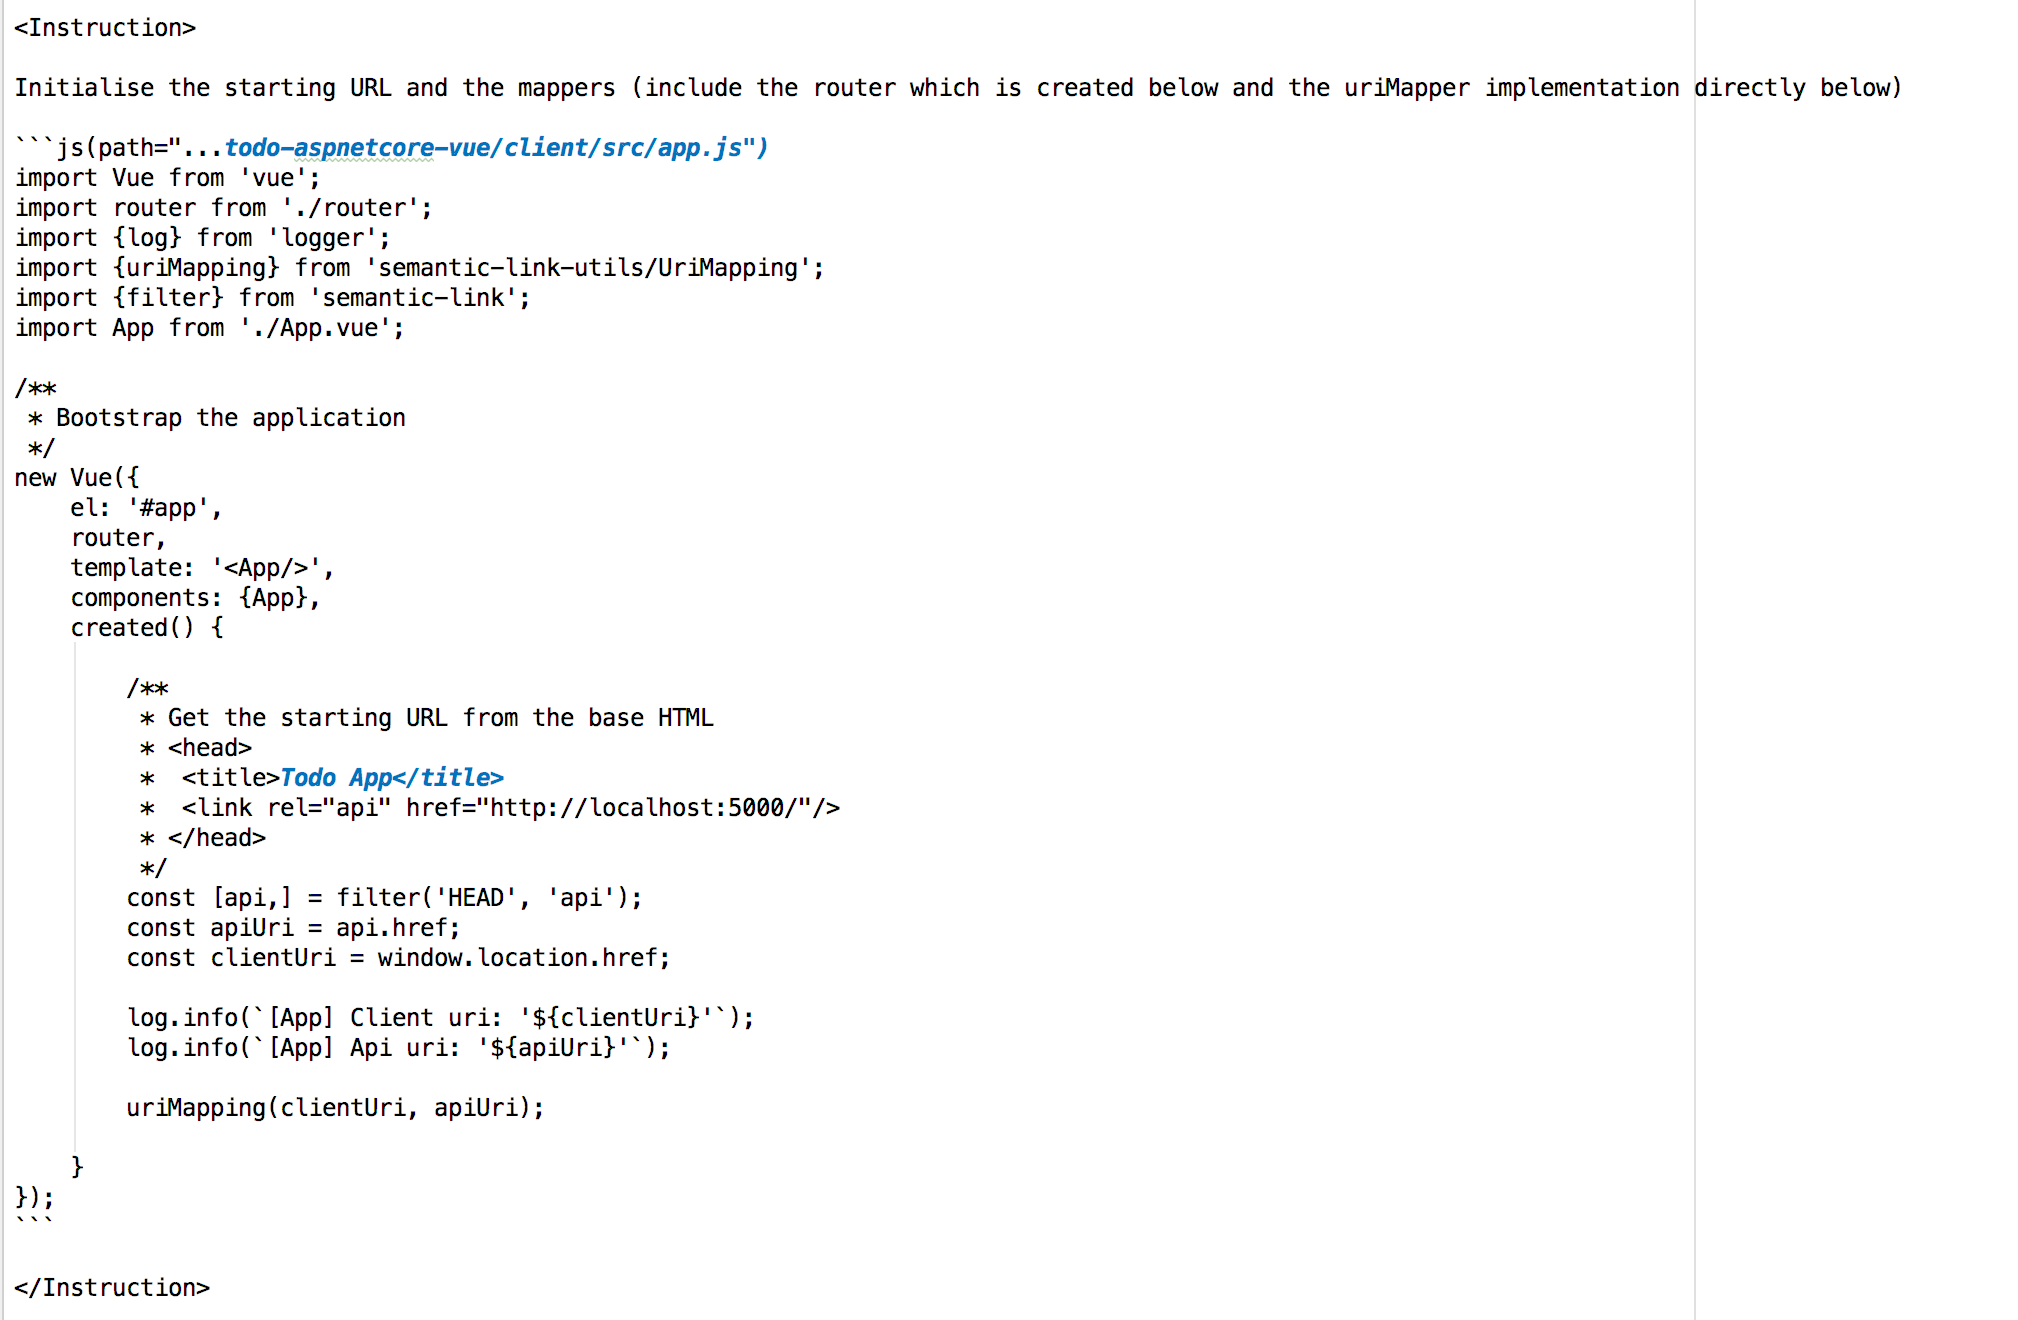 <Instruction>
Initialise the starting URL and the mappers (include the router which is created below and the uriMapper implementation directly below)
```js(path="...todo-aspnetcore-vue/client/src/app.js")
import Vue from 'vue';
import router from './router';
import {log} from 'logger';
import {uriMapping} from 'semantic-link-utils/UriMapping';
import {filter} from 'semantic-link';
import App from './App.vue';
/**
 * Bootstrap the application
 */
new Vue({
    el: '#app',
    router,
    template: '<App/>',
    components: {App},
    created() {
        /**
         * Get the starting URL from the base HTML
         * <head>
         *  <title>Todo App</title>
         *  <link rel="api" href="http://localhost:5000/"/>
         * </head>
         */
        const [api,] = filter('HEAD', 'api');
        const apiUri = api.href;
        const clientUri = window.location.href;
        log.info(`[App] Client uri: '${clientUri}'`);
        log.info(`[App] Api uri: '${apiUri}'`);
        uriMapping(clientUri, apiUri);
    }
});
```
</Instruction>